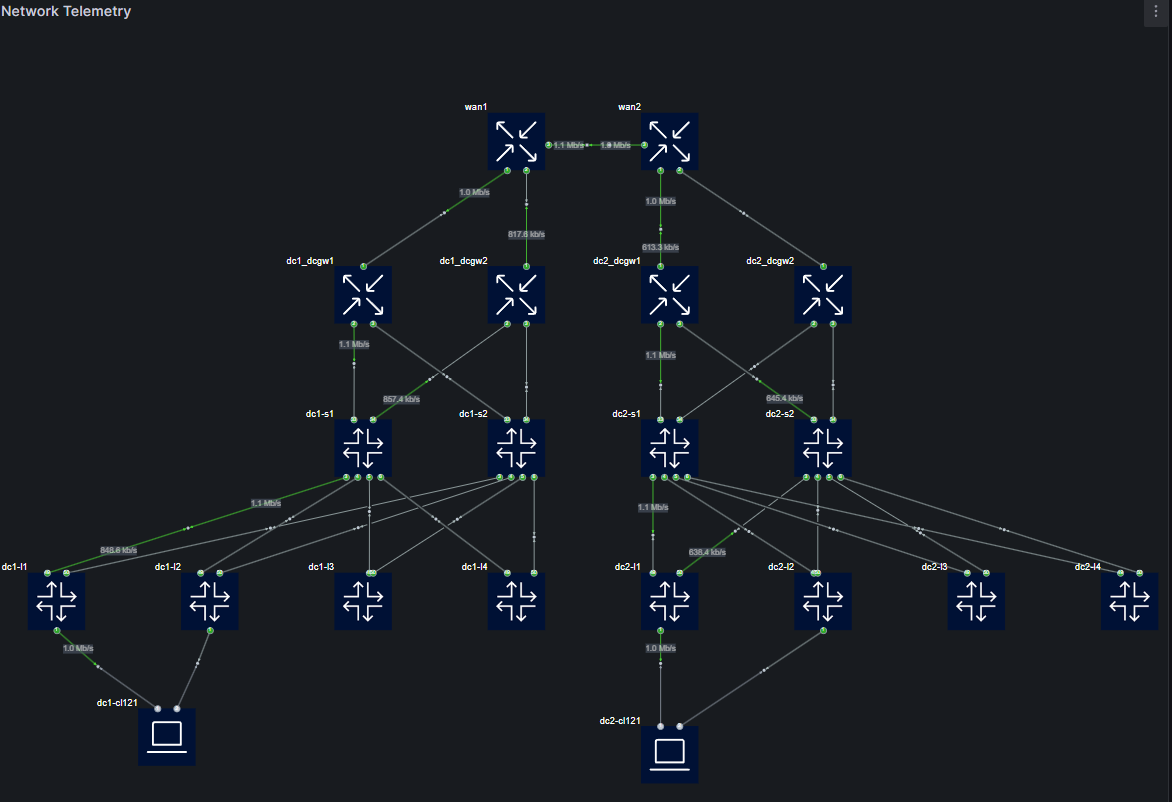 Network Telemetry
wan1
wan2
1.1 Mb/s
1.0 Mb/s
1.0 Mb/s
817.6 kb/s
613.3 kb/s
dc1_dcgw1
dc1_dcgw2
dc2_dcgw1
dc2_dcgw2
1.1 Mb/s
1.1 Mb/s
857.4 kb/s
645.4 kb/s
dc1-s1
dc1-s2
dc2-s1
dc2-s2
1.1 Mb/s
1.1 Mb/s
848.6 kb/s
638.4 kb/s
dc1-l1
dc1-l2
dc1-l3
dc1-l4
dc2-l1
dc2-l2
dc2-l3
dc2-l4
1.0 Mb/s
1.0 Mb/s
dc1-cl121
dc2-cl121